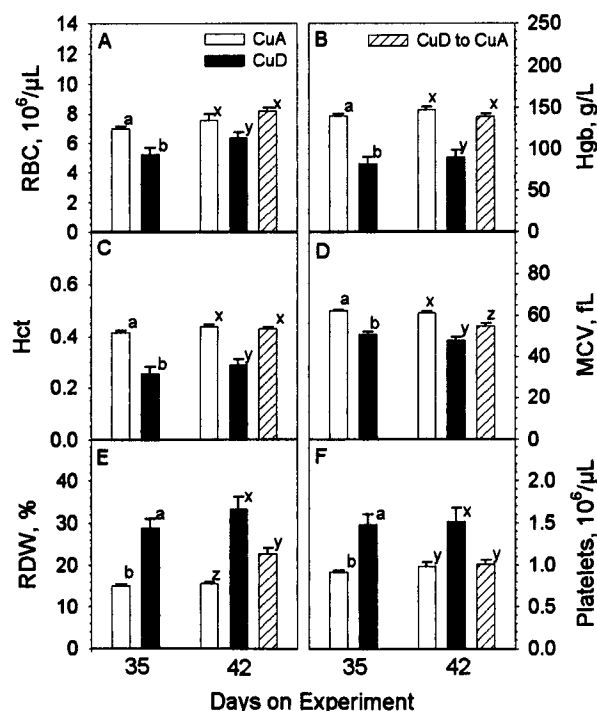 A
CuA
CuD
B
CuD to CuA
RBC, 10⁶/µL
14
12
10
8
6
4
2
0
a
b
x
y
x
250
200
150
100
50
0
Hgb, g/L
a
b
x
y
x
C
Hct
0.6
0.4
0.2
0.0
a
b
x
y
x
D
80
60
40
20
0
MCV, fL
a
b
x
y
z
E
RDW, %
40
30
20
10
0
b
a
z
x
y
F
2.0
1.5
1.0
0.5
0.0
Platelets, 10⁶/µL
b
a
y
x
y
35 42 35 42
Days on Experiment